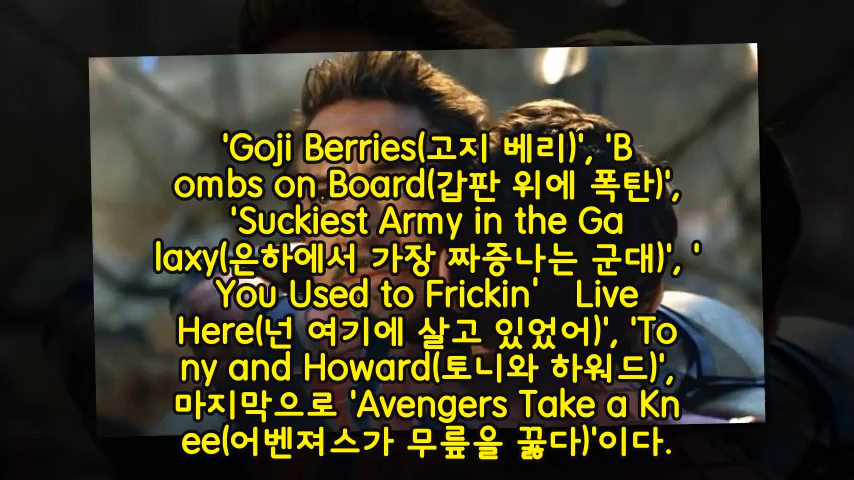 'Goji Berries(고지 베리)', 'B
ombs on Board(갑판 위에 폭탄)',
'Suckiest Army in the Ga
laxy(은하에서 가장 짜증나는 군대)', '
You Used to Frickin' Live
Here(넌 여기에 살고 있었어)', 'To
ny and Howard(토니와 하워드)',
마지막으로 'Avengers Take a Kn
ee(어벤져스가 무릎을 꿇다)'이다.